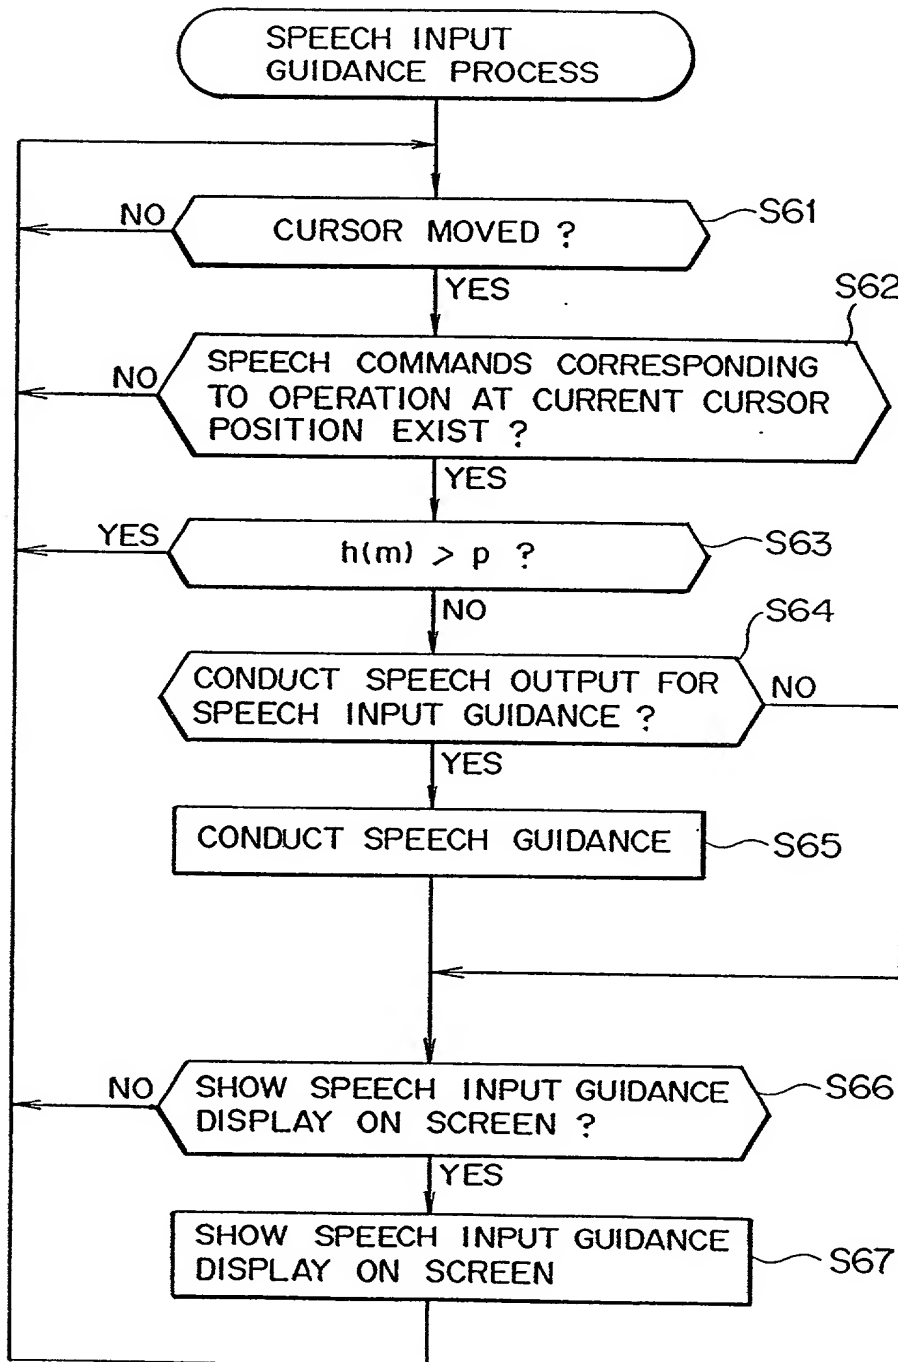 SPEECH INPUT
GUIDANCE PROCESS
NO
CURSOR MOVED ?
S61
YES
S62
NO
SPEECH COMMANDS CORRESPONDING
TO OPERATION AT CURRENT CURSOR
POSITION EXIST ?
YES
YES
h(m) > p ?
S63
NO
S64
CONDUCT SPEECH OUTPUT FOR
SPEECH INPUT GUIDANCE ?
NO
YES
CONDUCT SPEECH GUIDANCE
S65
NO
SHOW SPEECH INPUT GUIDANCE
DISPLAY ON SCREEN ?
S66
YES
SHOW SPEECH INPUT GUIDANCE
DISPLAY ON SCREEN
S67